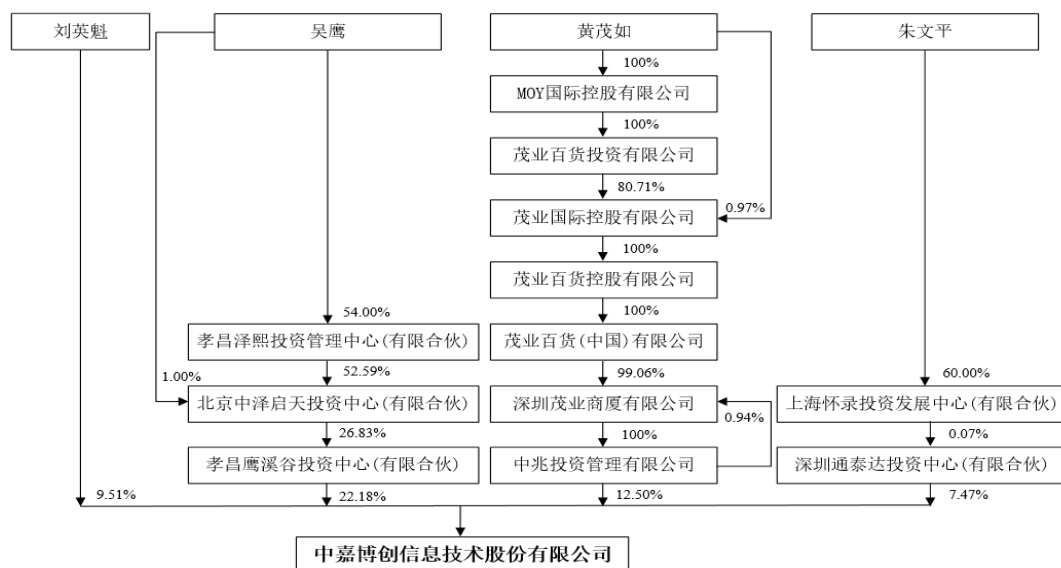 刘英魁
吴鹰
黄茂如
朱文平
100%
MOY国际控股有限公司
100%
茂业百货投资有限公司
80.71%
0.97%
茂业国际控股有限公司
100%
茂业百货控股有限公司
54.00%
100%
孝昌泽熙投资管理中心(有限合伙)
茂业百货(中国)有限公司
1.00%
52.59%
99.06%
60.00%
北京中泽启天投资中心(有限合伙)
深圳茂业商厦有限公司
0.94%
上海怀录投资发展中心(有限合伙)
26.83%
100%
0.07%
孝昌鹰溪谷投资中心(有限合伙)
中兆投资管理有限公司
深圳通泰达投资中心(有限合伙)
9.51%
22.18%
12.50%
7.47%
中嘉博创信息技术股份有限公司